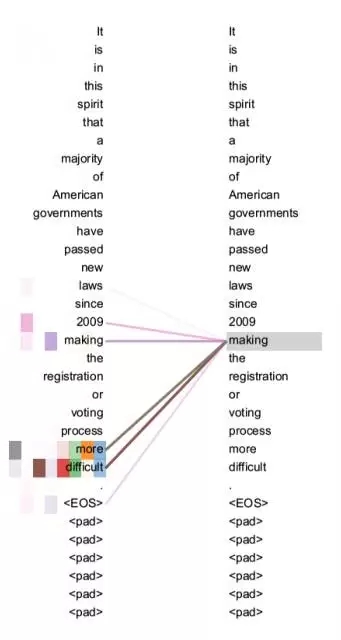 It It
is is
in in
this this
spirit spirit
that that
a a
majority majority
of of
American American
governments governments
have have
passed passed
new new
laws laws
since since
2009 2009
making making
the the
registration registration
or or
voting voting
process process
more more
difficult difficult
. .
<EOS> <EOS>
<pad> <pad>
<pad> <pad>
<pad> <pad>
<pad> <pad>
<pad> <pad>
<pad> <pad>